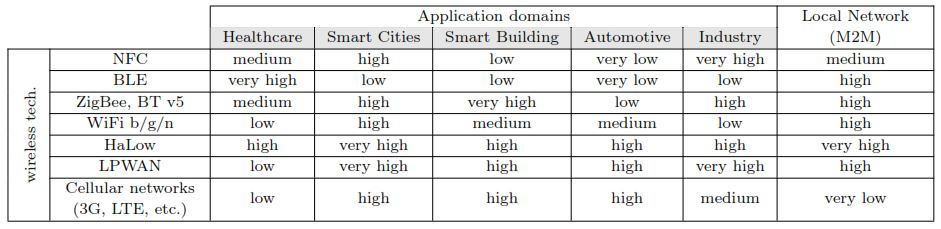 Application domains Local Network
Healthcare Smart Cities Smart Building Automotive Industry (M2M)
wireless tech.
NFC medium high low very low very high medium
BLE very high low low very low low high
ZigBee, BT v5 medium high very high low high high
WiFi b/g/n low high medium medium low high
HaLow high very high high high high very high
LPWAN low very high high high very high high
Cellular networks
(3G, LTE, etc.) low high high high medium very low